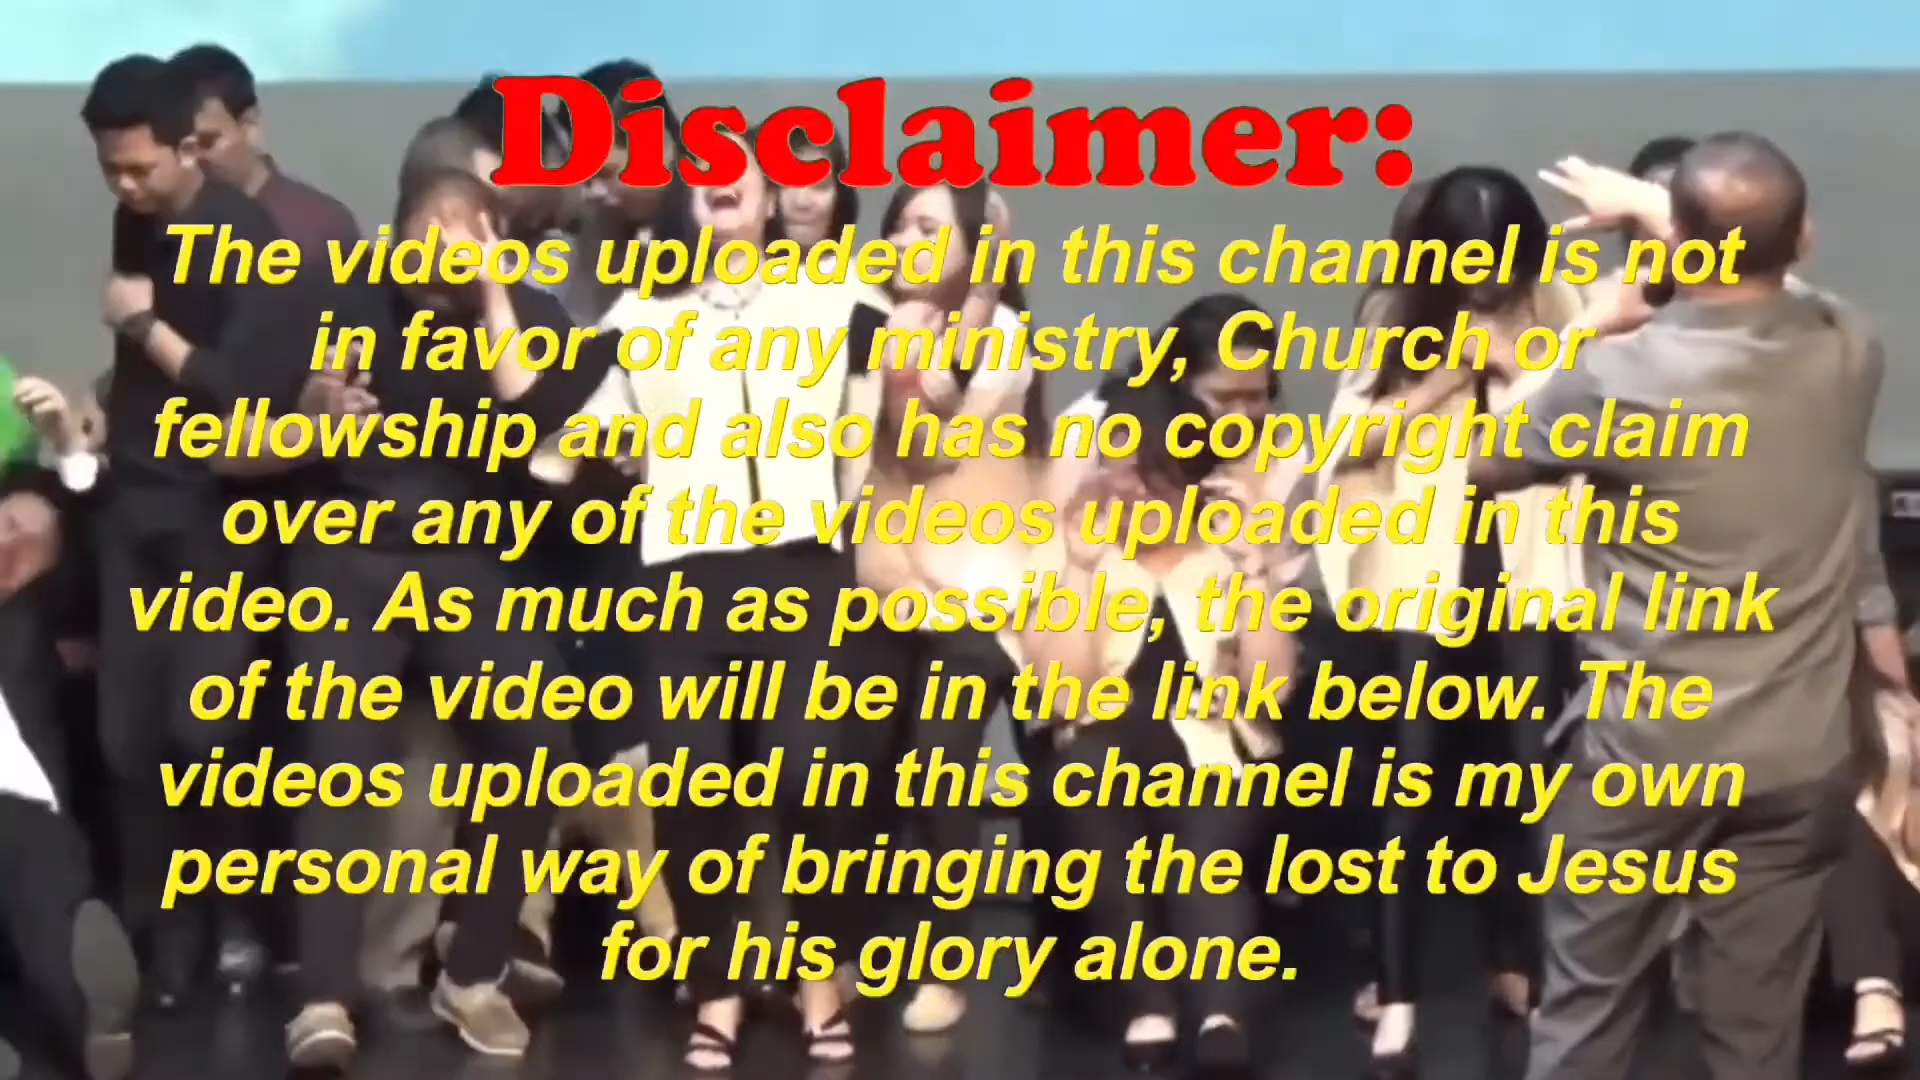 Disclaimer:
The videos uploaded in this channel is not
in favor of any ministry, Church or
fellowship and also has no copyright claim
over any of the videos uploaded in this
video. As much as possible, the original link
of the video will be in the link below. The
videos uploaded in this channel is my own
personal way of bringing the lost to Jesus
for his glory alone.